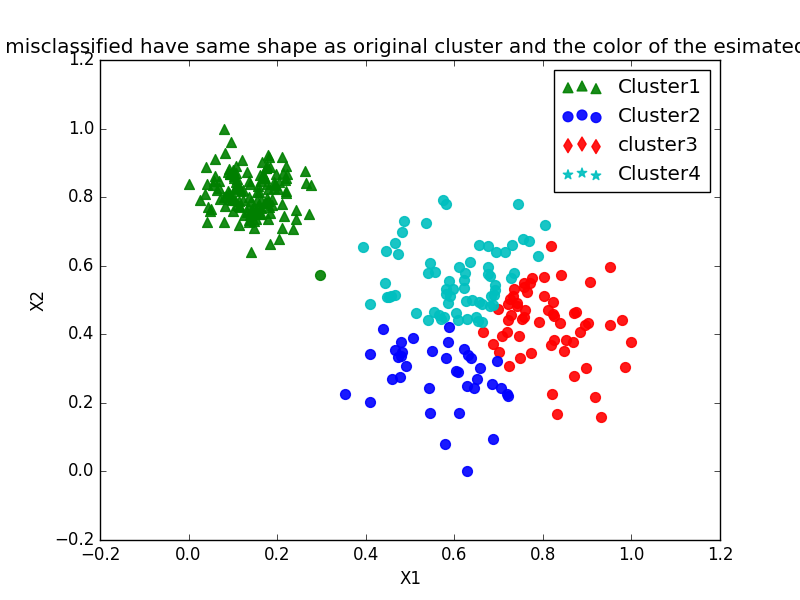 misclassified have same shape as original cluster and the color of the esimated
1.2
1.0
0.8
0.6
0.4
0.2
0.0
−0.2
−0.2 0.0 0.2 0.4 0.6 0.8 1.0 1.2
X1
X2
Cluster1
Cluster2
cluster3
Cluster4